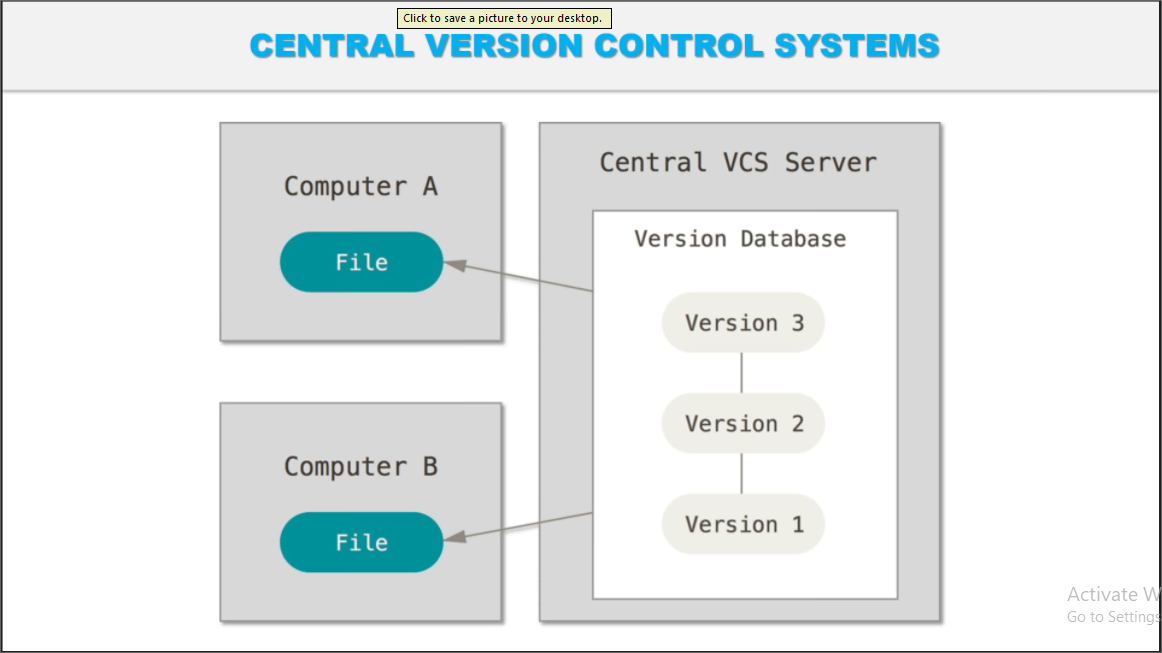 Click to save a picture to your desktop.
CENTRAL VERSION CONTROL SYSTEMS
Computer A
File
Computer B
File
Central VCS Server
Version Database
Version 3
Version 2
Version 1
Activate W
Go to Settings